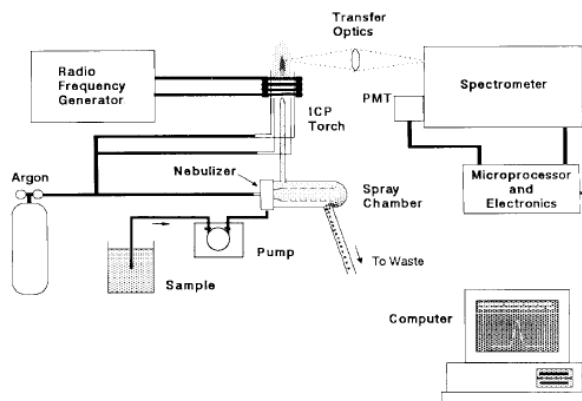 Transfer
Optics
Radio
Frequency
Generator
Spectrometer
PMT
ICP
Torch
Microprocessor
and
Electronics
Argon
Nebulizer
Spray
Chamber
Pump
To Waste
Sample
Computer